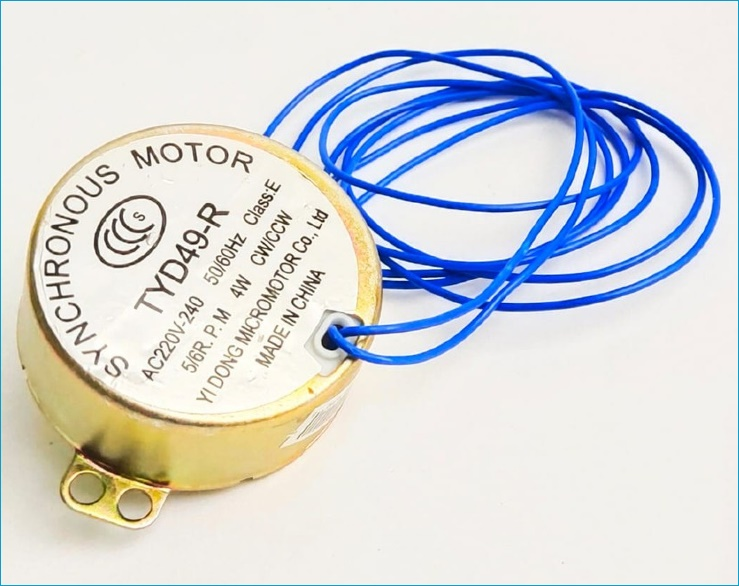 SYNCHRONOUS MOTOR
CCC S
TYD49-R
AC220V-240 50/60Hz Class:E
5/6R.P.M 4W CW/CCW
YI DONG MICROMOTOR Co., Ltd
MADE IN CHINA